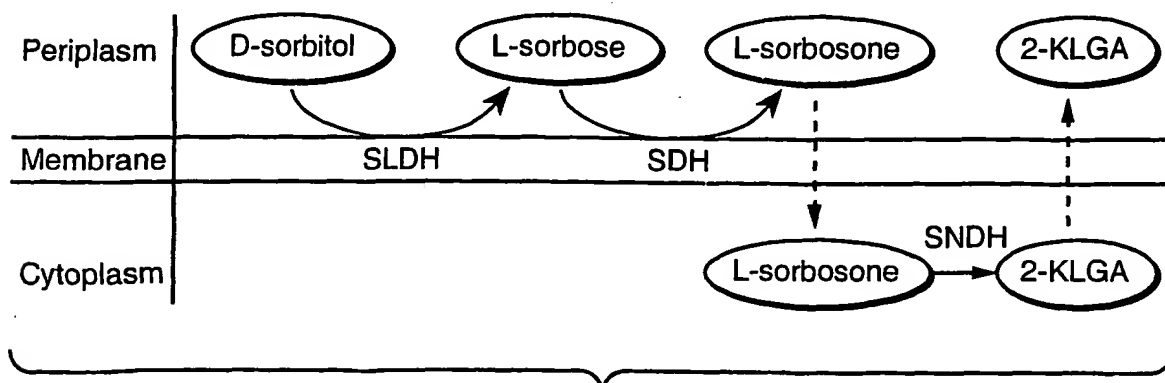 Periplasm D-sorbitol L-sorbose L-sorbosone 2-KLGA
Membrane SLDH SDH
SNDH
Cytoplasm L-sorbosone 2-KLGA